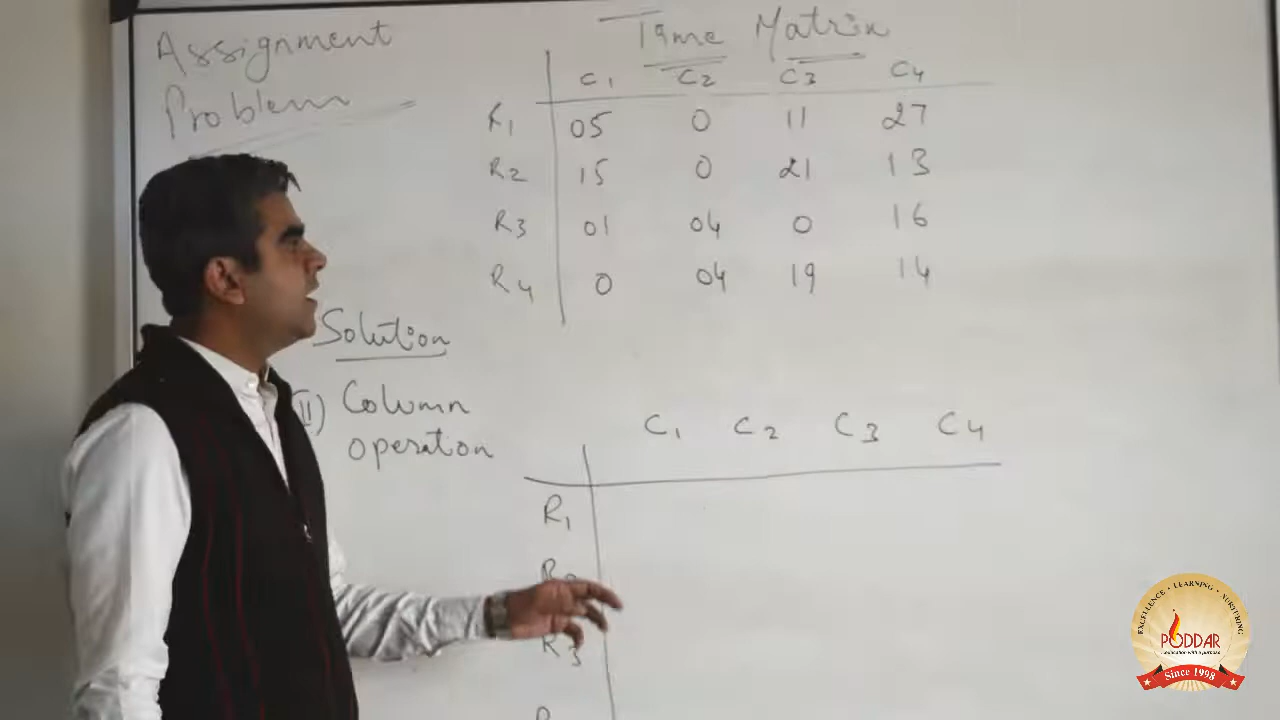 Assignment
Problem
Time Matrix
C1 C2 C3 C4
R1 05 0 11 27
R2 15 0 21 13
R3 01 04 0 16
R4 0 04 19 14
Solution
II) Column
operation
C1 C2 C3 C4
R1
R3
EXCELLENCE • LEARNING • NURTURING
PODDAR
Since 1998